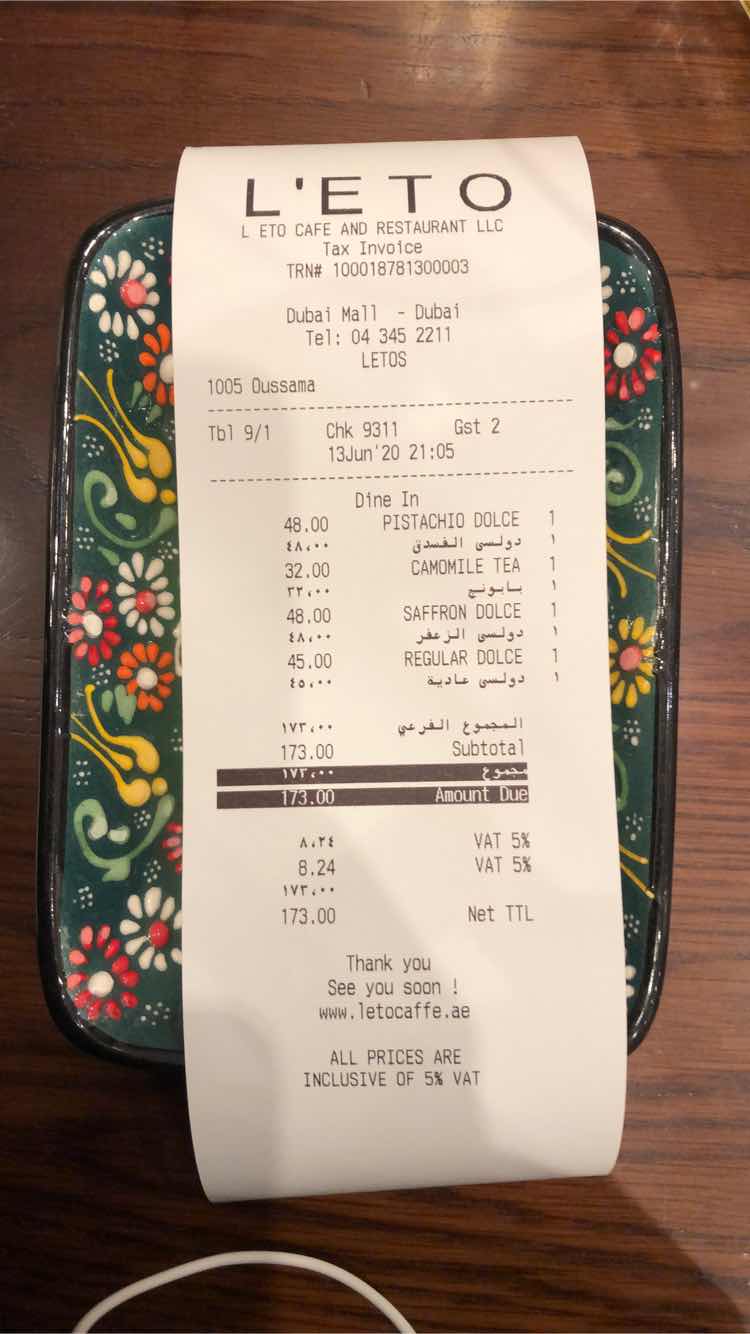 L'ETO
L ETO CAFE AND RESTAURANT LLC
Tax Invoice
TRN# 100018781300003
Dubai Mall - Dubai
Tel: 04 345 2211
LETOS
1005 Oussama
Tbl 9/1 Chk 9311 Gst 2
13Jun'20 21:05
Dine In
48.00 PISTACHIO DOLCE 1
٤٨،٠٠ دولسي الفسدق ١
32.00 CAMOMILE TEA 1
٣٢،٠٠ بابونج ١
48.00 SAFFRON DOLCE 1
٤٨،٠٠ دولسي الزعفر ١
45.00 REGULAR DOLCE 1
٤٥،٠٠ دولسي عادية ١
١٧٣،٠٠ المجموع الفرعي
173.00 Subtotal
١٧٣،٠٠ مجموع
173.00 Amount Due
٨،٢٤ VAT 5%
8.24 VAT 5%
١٧٣،٠٠
173.00 Net TTL
Thank you
See you soon !
www.letocaffe.ae
ALL PRICES ARE
INCLUSIVE OF 5% VAT